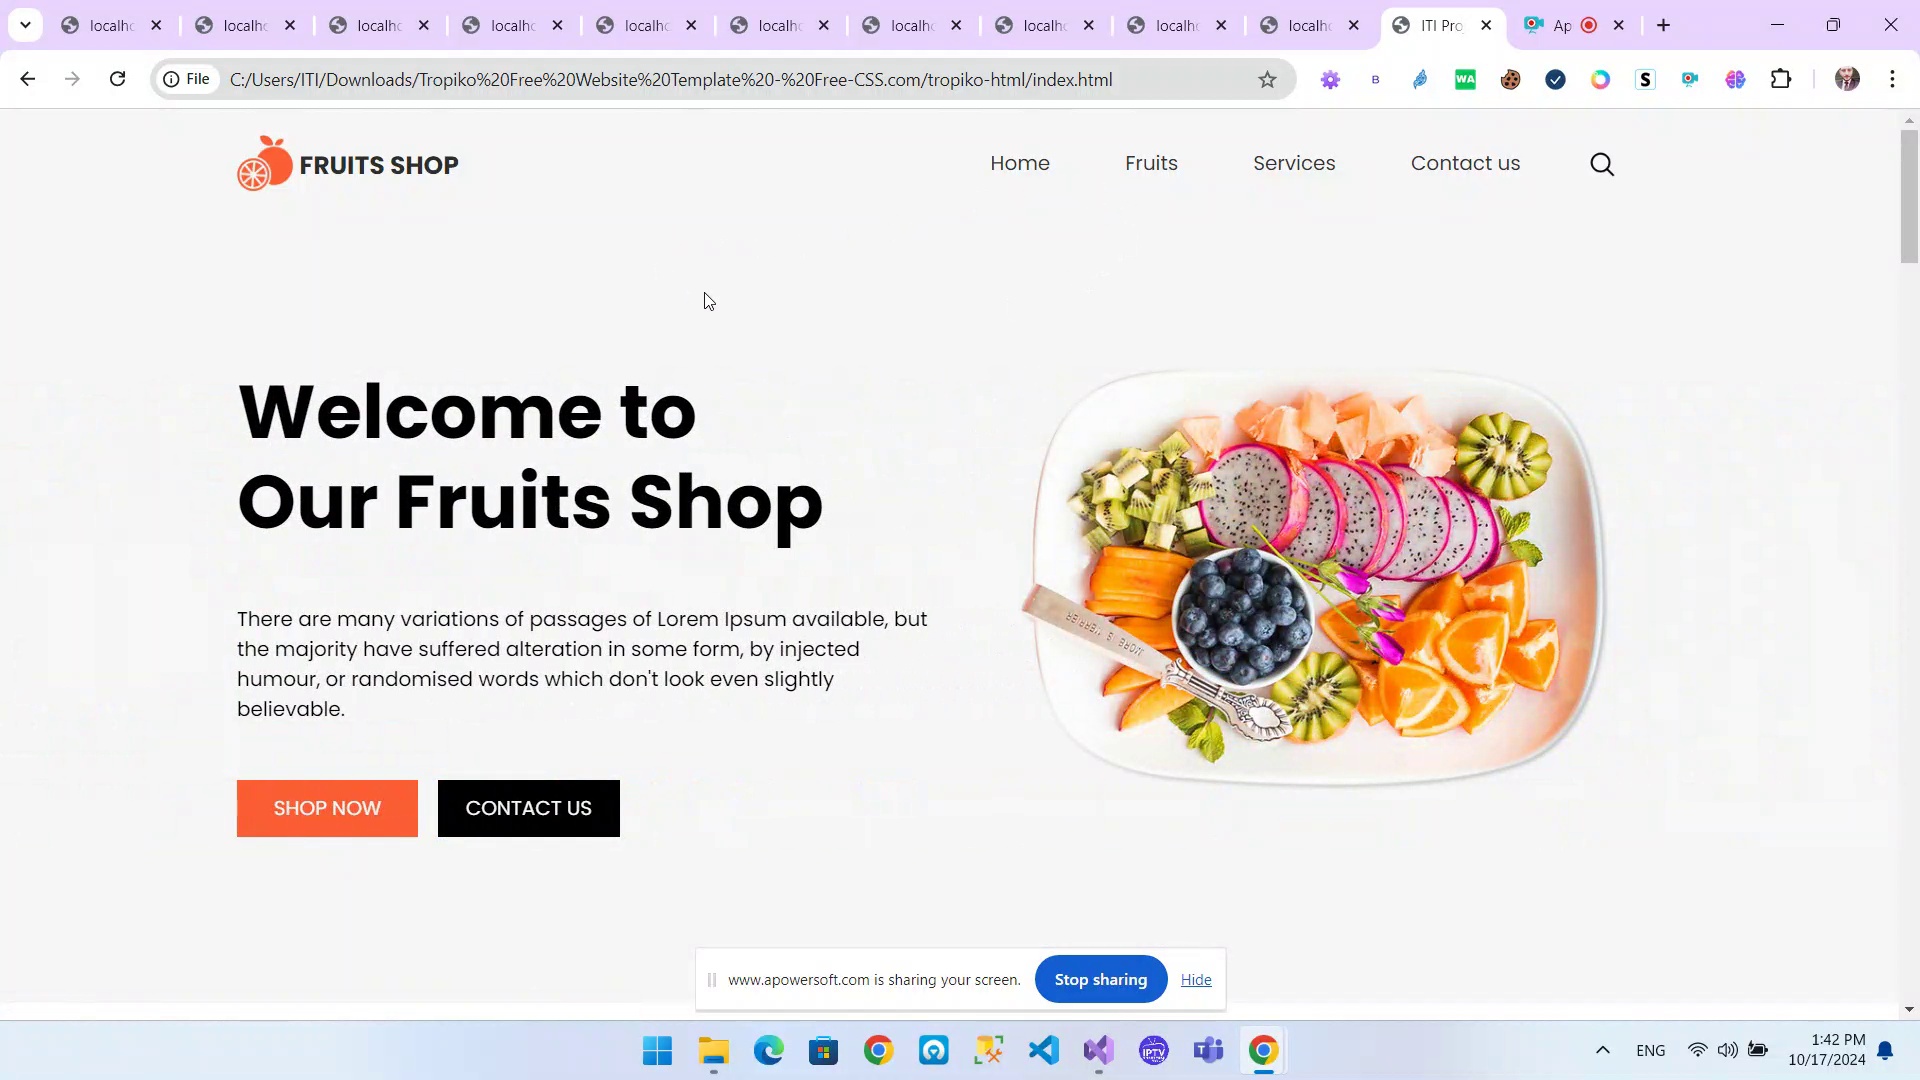 localhc
localhc
localhc
localhc
localhc
localhc
localhc
localhc
localhc
localhc
ITI Pro
Ap
File
C:/Users/ITI/Downloads/Tropiko%20Free%20Website%20Template%20-%20Free-CSS.com/tropiko-html/index.html
B
WA
S
FRUITS SHOP
Home
Fruits
Services
Contact us
Welcome to
Our Fruits Shop
There are many variations of passages of Lorem Ipsum available, but
the majority have suffered alteration in some form, by injected
humour, or randomised words which don't look even slightly
believable.
SHOP NOW
CONTACT US
www.apowersoft.com is sharing your screen.
Stop sharing
Hide
IPTV
ENG
1:42 PM
10/17/2024